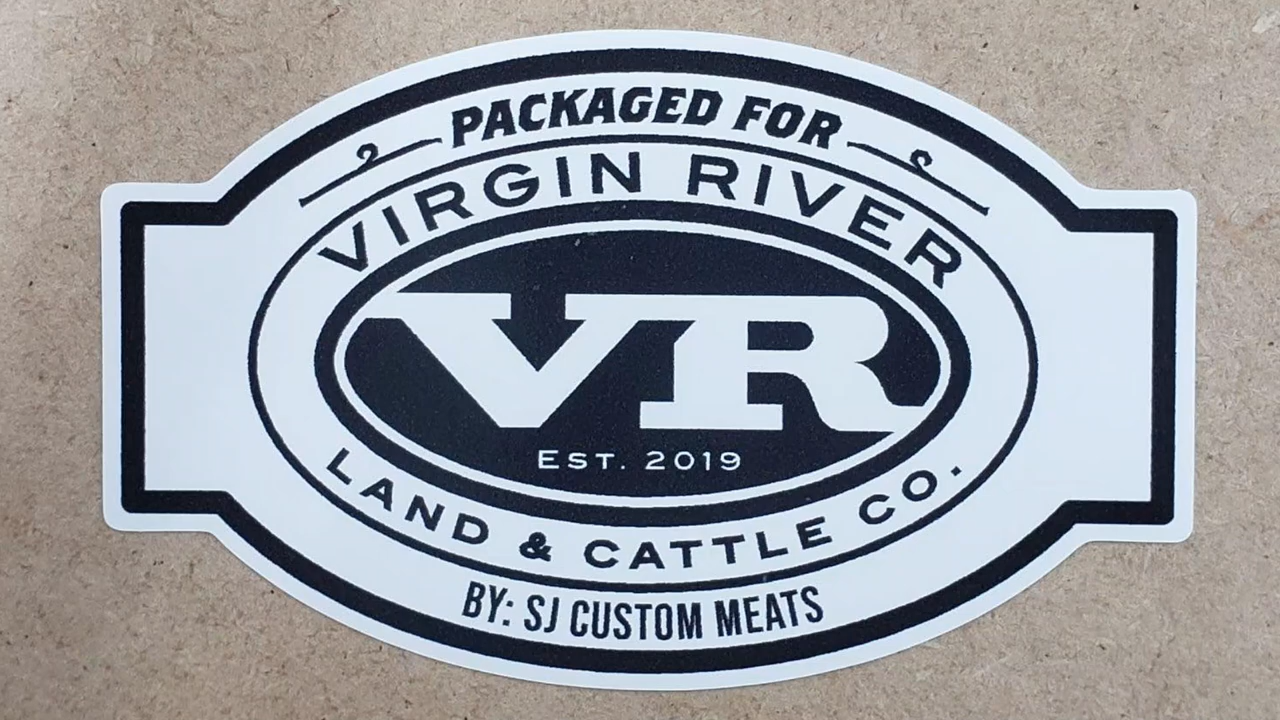 PACKAGED FOR
VIRGIN RIVER
VR
EST. 2019
LAND & CATTLE CO.
BY: SJ CUSTOM MEATS